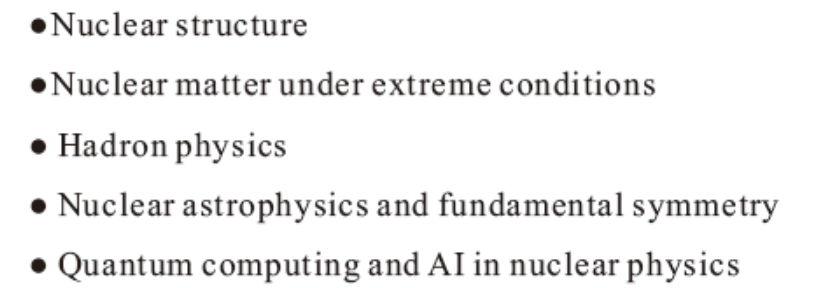 ●Nuclear structure
●Nuclear matter under extreme conditions
● Hadron physics
● Nuclear astrophysics and fundamental symmetry
● Quantum computing and AI in nuclear physics